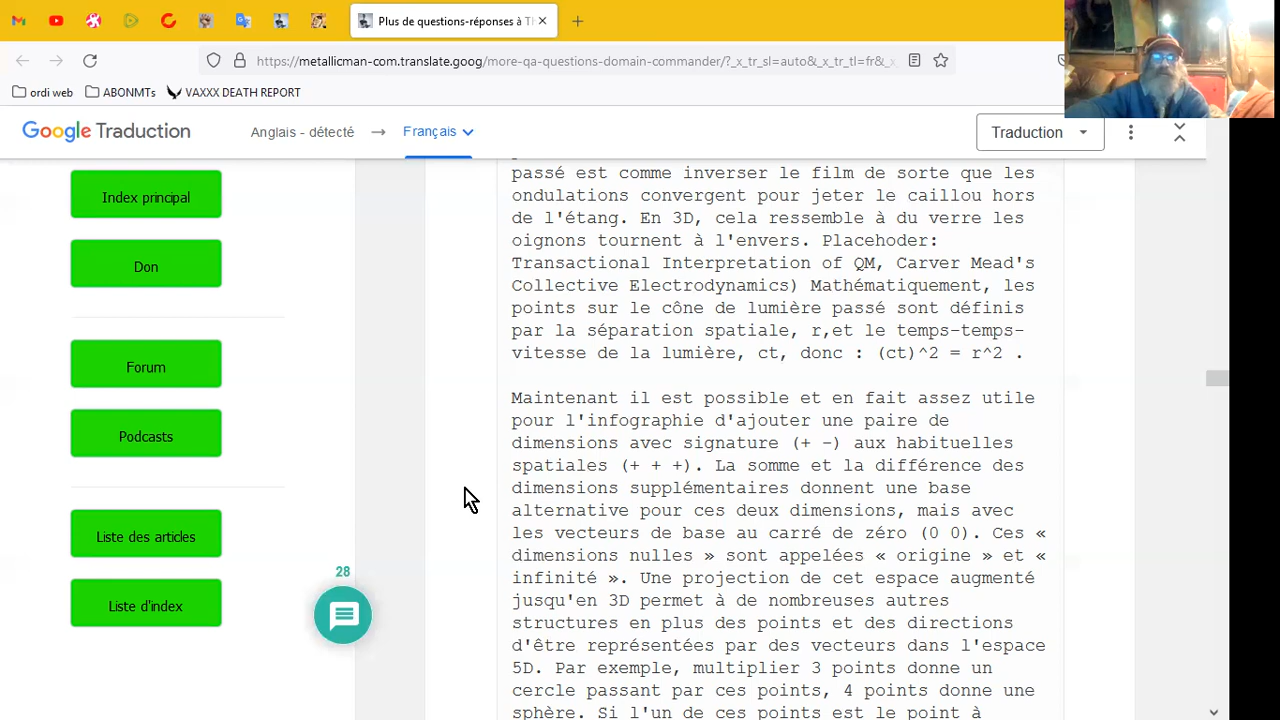 Plus de questions-réponses à Tl
https://metallicman-com.translate.goog/more-qa-questions-domain-commander/?_x_tr_sl=auto&_x_tr_tl=fr&_x
ordi web
ABONMTs
VAXXX DEATH REPORT
Google Traduction
Anglais - détecté
→
Français
Traduction
Index principal
Don
Forum
Podcasts
Liste des articles
Liste d'index
28
passé est comme inverser le film de sorte que les
ondulations convergent pour jeter le caillou hors
de l'étang. En 3D, cela ressemble à du verre les
oignons tournent à l'envers. Placehoder:
Transactional Interpretation of QM, Carver Mead's
Collective Electrodynamics) Mathématiquement, les
points sur le cône de lumière passé sont définis
par la séparation spatiale, r,et le temps-temps-
vitesse de la lumière, ct, donc : (ct)^2 = r^2 .
Maintenant il est possible et en fait assez utile
pour l'infographie d'ajouter une paire de
dimensions avec signature (+ -) aux habituelles
spatiales (+ + +). La somme et la différence des
dimensions supplémentaires donnent une base
alternative pour ces deux dimensions, mais avec
les vecteurs de base au carré de zéro (0 0). Ces «
dimensions nulles » sont appelées « origine » et «
infinité ». Une projection de cet espace augmenté
jusqu'en 3D permet à de nombreuses autres
structures en plus des points et des directions
d'être représentées par des vecteurs dans l'espace
5D. Par exemple, multiplier 3 points donne un
cercle passant par ces points, 4 points donne une
sphère. Si l'un de ces points est le point à